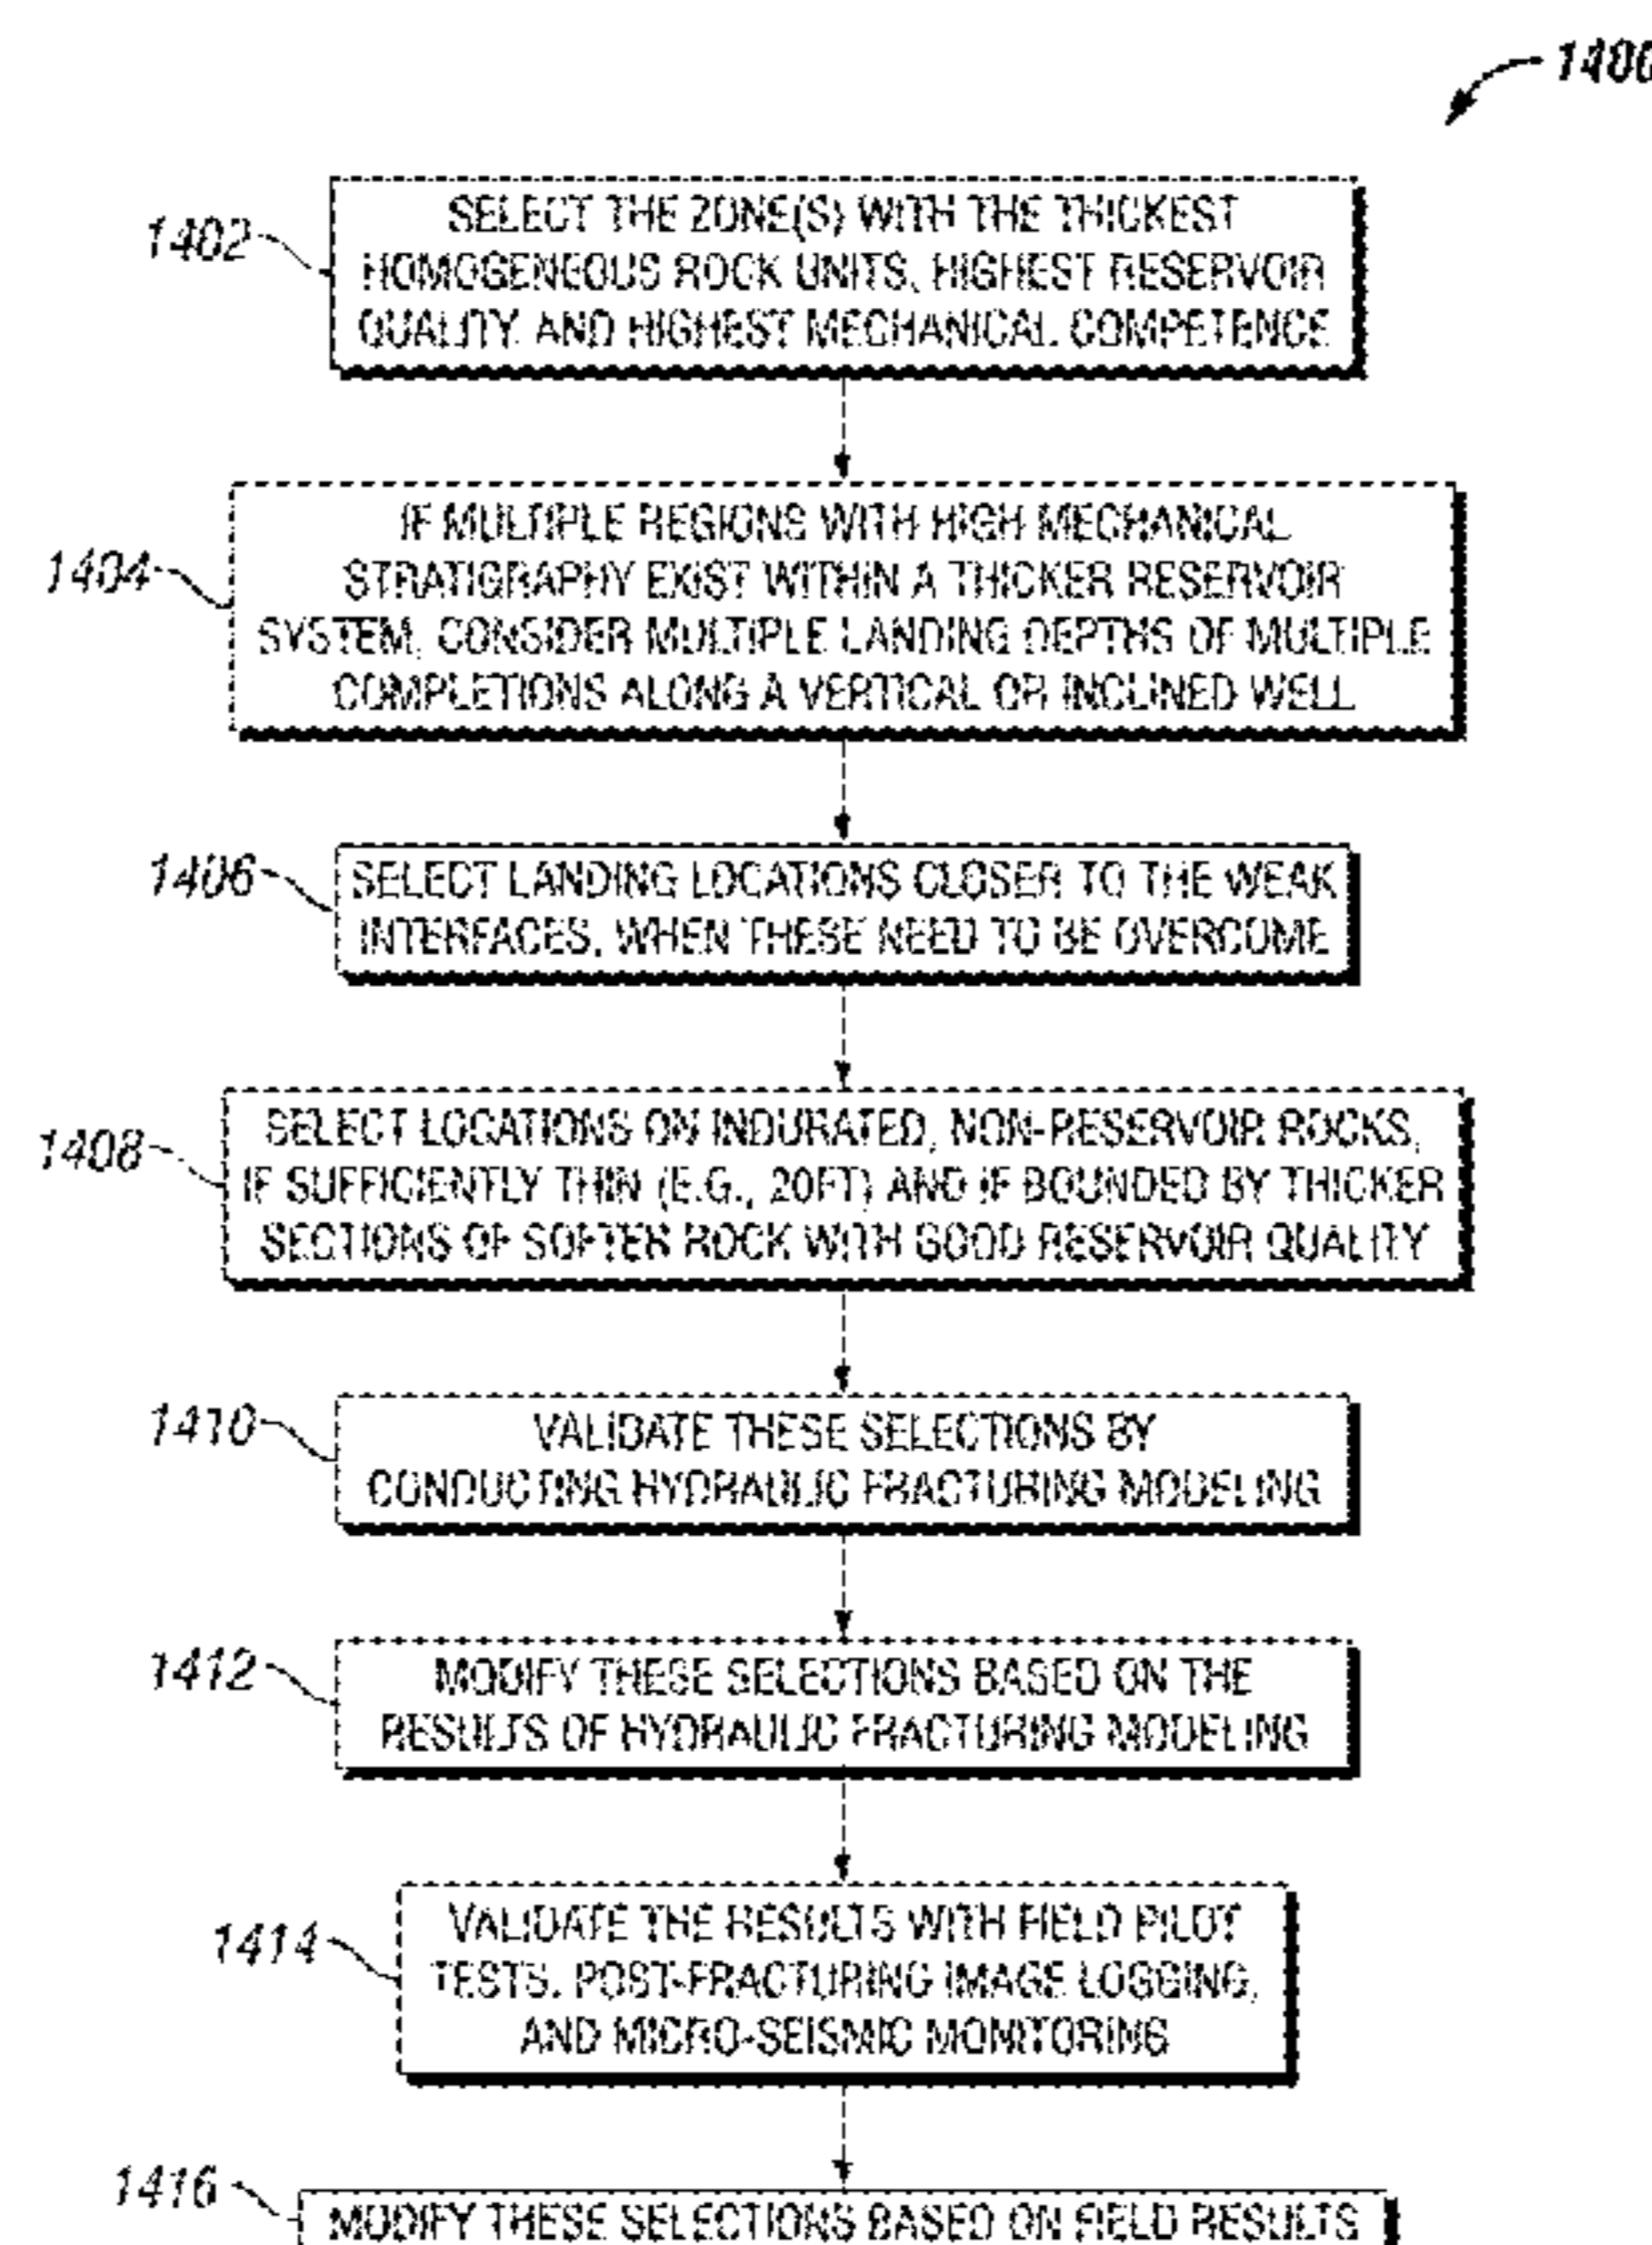 1400
1402
SELECT THE ZONE(S) WITH THE THICKEST
HOMOGENEOUS ROCK UNITS, HIGHEST RESERVOIR
QUALITY AND HIGHEST MECHANICAL COMPETENCE
1404
IF MULTIPLE REGIONS WITH HIGH MECHANICAL
STRATIGRAPHY EXIST WITHIN A THICKER RESERVOIR
SYSTEM, CONSIDER MULTIPLE LANDING DEPTHS OF MULTIPLE
COMPLETIONS ALONG A VERTICAL OR INCLINED WELL
1406
SELECT LANDING LOCATIONS CLOSER TO THE WEAK
INTERFACES, WHEN THESE NEED TO BE OVERCOME
1408
SELECT LOCATIONS ON INDURATED, NON-RESERVOIR ROCKS,
IF SUFFICIENTLY THIN (E.G., 20FT) AND IF BOUNDED BY THICKER
SECTIONS OF SOFTER ROCK WITH GOOD RESERVOIR QUALITY
1410
VALIDATE THESE SELECTIONS BY
CONDUCTING HYDRAULIC FRACTURING MODELING
1412
MODIFY THESE SELECTIONS BASED ON THE
RESULTS OF HYDRAULIC FRACTURING MODELING
1414
VALIDATE THE RESULTS WITH FIELD PILOT
TESTS, POST-FRACTURING IMAGE LOGGING,
AND MICRO-SEISMIC MONITORING
1416
MODIFY THESE SELECTIONS BASED ON FIELD RESULTS